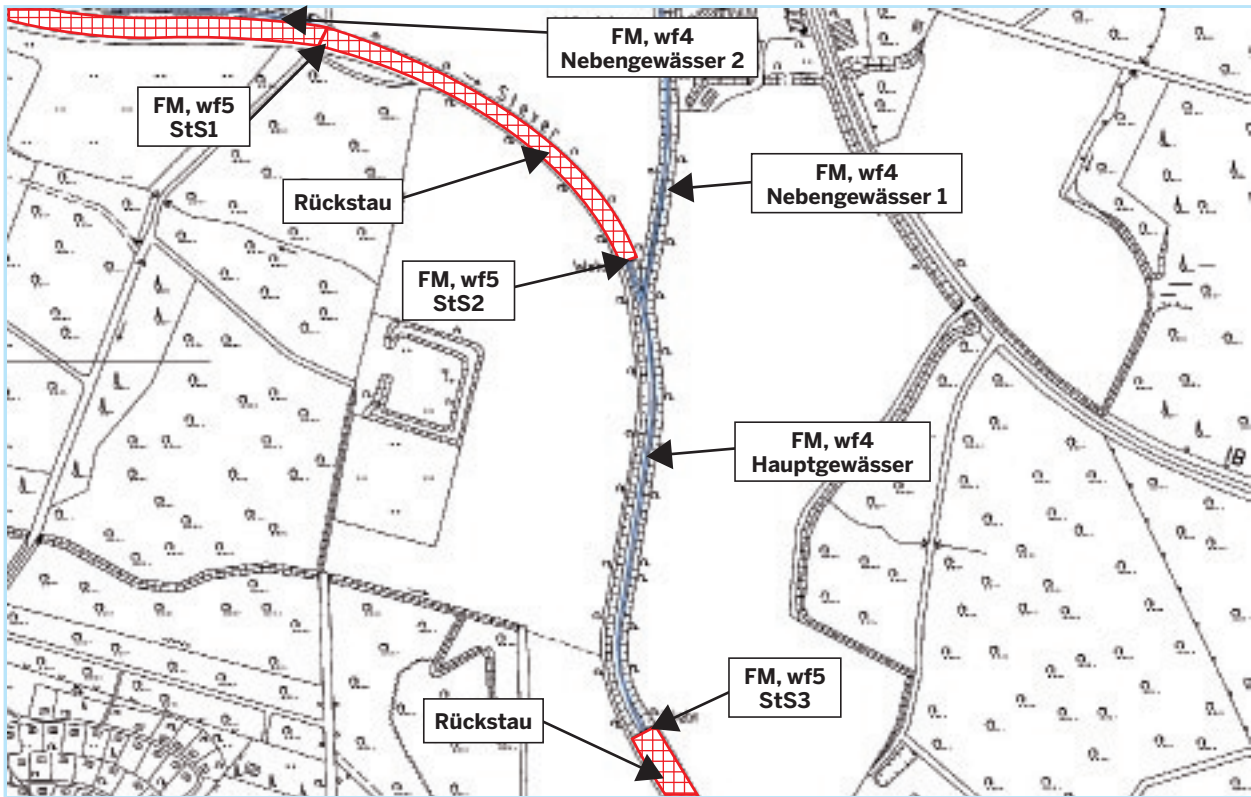 FM, wf4
Nebengewässer 2
FM, wf5
StS1
Stever
FM, wf4
Nebengewässer 1
Rückstau
FM, wf5
StS2
FM, wf4
Hauptgewässer
FM, wf5
StS3
Rückstau